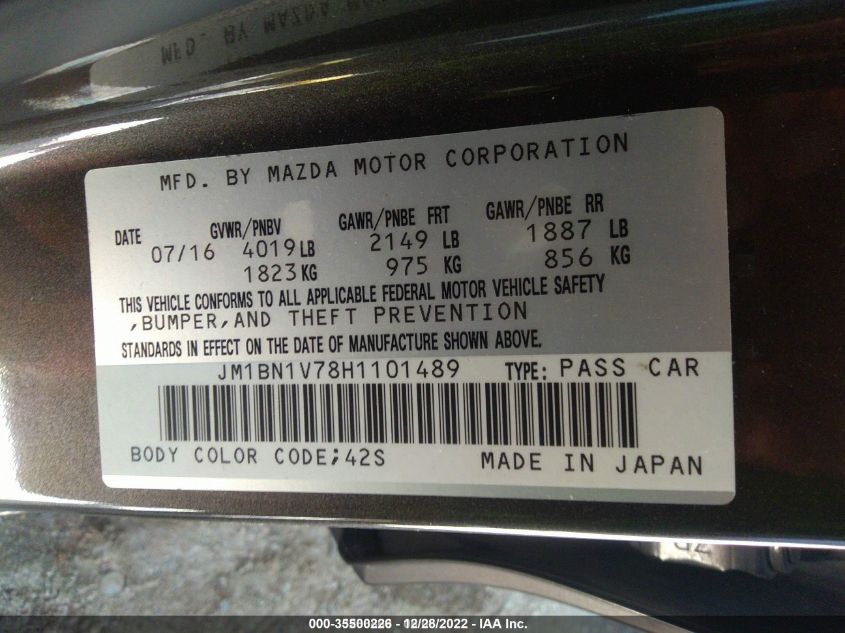 MFD. BY MAZDA MOTOR CORPORATION
DATE GVWR/PNBV GAWR/PNBE FRT GAWR/PNBE RR
07/16 4019LB 2149 LB 1887 LB
1823KG 975 KG 856 KG
THIS VEHICLE CONFORMS TO ALL APPLICABLE FEDERAL MOTOR VEHICLE SAFETY
,BUMPER,AND THEFT PREVENTION
STANDARDS IN EFFECT ON THE DATE OF MANUFACTURE SHOWN ABOVE.
JM1BN1V78H1101489 TYPE: PASS CAR
BODY COLOR CODE;42S MADE IN JAPAN
000-35500226 - 12/28/2022 - IAA Inc.